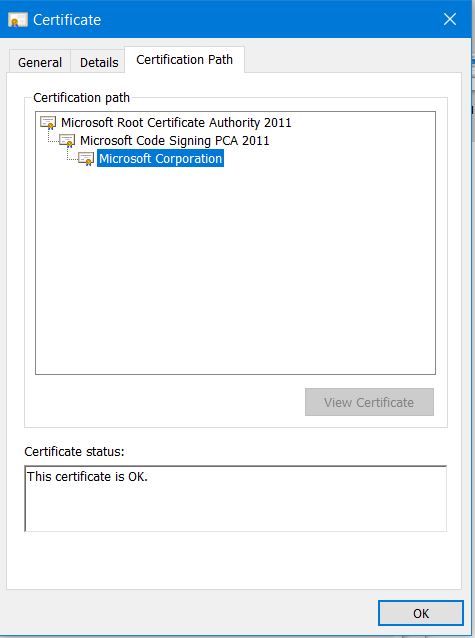 Certificate
General
Details
Certification Path
Certification path
Microsoft Root Certificate Authority 2011
Microsoft Code Signing PCA 2011
Microsoft Corporation
View Certificate
Certificate status:
This certificate is OK.
OK